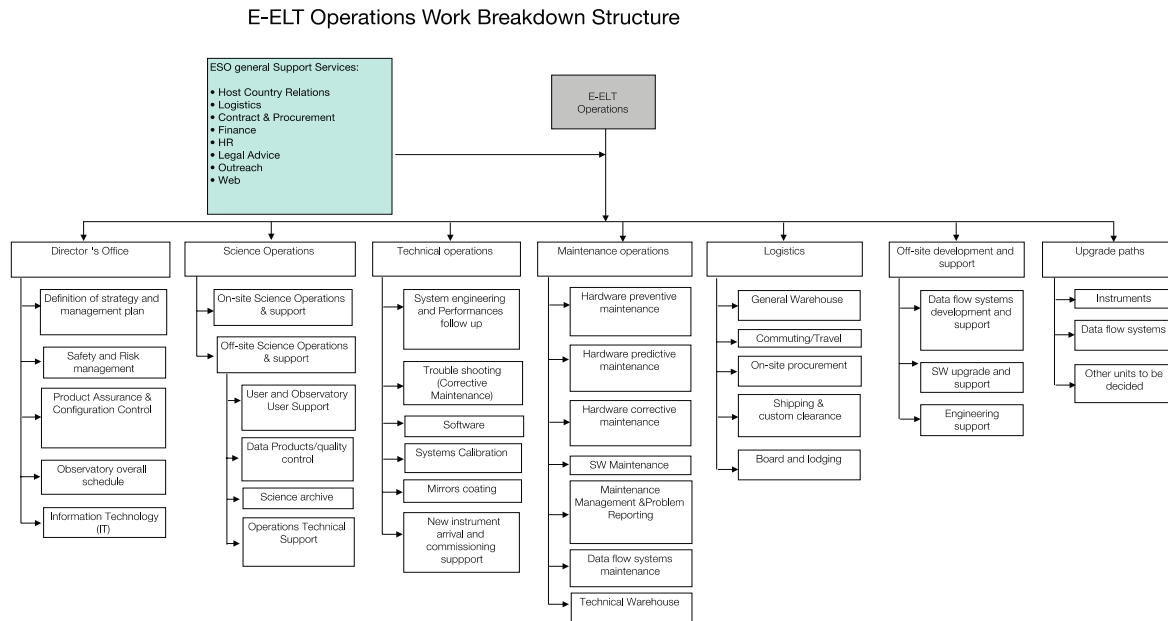 E-ELT Operations Work Breakdown Structure
ESO general Support Services:
• Host Country Relations
• Logistics
• Contract & Procurement
• Finance
• HR
• Legal Advice
• Outreach
• Web
E-ELT
Operations
Director 's Office
Definition of strategy and
management plan
Safety and Risk
management
Product Assurance &
Configuration Control
Observatory overall
schedule
Information Technology
(IT)
Science Operations
On-site Science Operations
& support
Off-site Science Operations
& support
User and Observatory
User Support
Data Products/quality
control
Science archive
Operations Technical
Support
Technical operations
System engineering
and Performances
follow up
Trouble shooting
(Corrective
Maintenance)
Software
Systems Calibration
Mirrors coating
New instrument
arrival and
commissioning
suppport
Maintenance operations
Hardware preventive
maintenance
Hardware predictive
maintenance
Hardware corrective
maintenance
SW Maintenance
Maintenance
Management &Problem
Reporting
Data flow systems
maintenance
Technical Warehouse
Logistics
General Warehouse
Commuting/Travel
On-site procurement
Shipping &
custom clearance
Board and lodging
Off-site development and
support
Data flow systems
development and
support
SW upgrade and
support
Engineering
support
Upgrade paths
Instruments
Data flow systems
Other units to be
decided